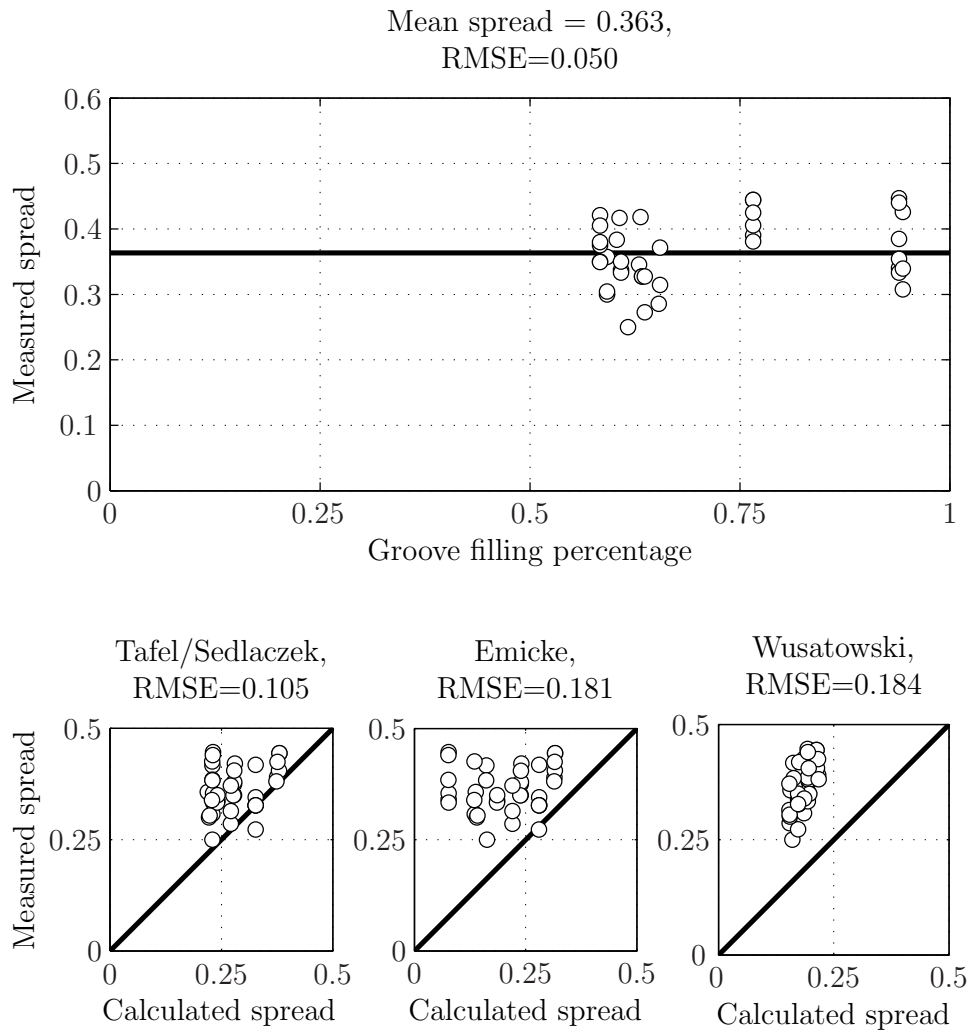 Mean spread = 0.363,
RMSE=0.050
0.6
0.5
0.4
0.3
0.2
0.1
0
Measured spread
0
0.25
0.5
0.75
1
Groove filling percentage
Tafel/Sedlaczek,
RMSE=0.105
0.5
0.25
0
Measured spread
0
0.25
0.5
Calculated spread
Emicke,
RMSE=0.181
0.5
0.25
0
0
0.25
0.5
Calculated spread
Wusatowski,
RMSE=0.184
0.5
0.25
0
0
0.25
0.5
Calculated spread